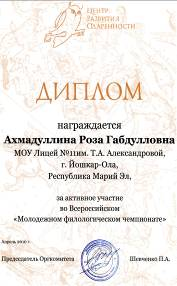 ЦЕНТР
РАЗВИТИЯ
ОДАРЕННОСТИ
ДИПЛОМ
награждается
Ахмадуллина Роза Габдулловна
МОУ Лицей №11им. Т.А. Александровой,
г. Йошкар-Ола,
Республика Марий Эл,
за активное участие
во Всероссийском
«Молодежном филологическом чемпионате»
Апрель 2010 г.
Председатель Оргкомитета Шевченко П.А.